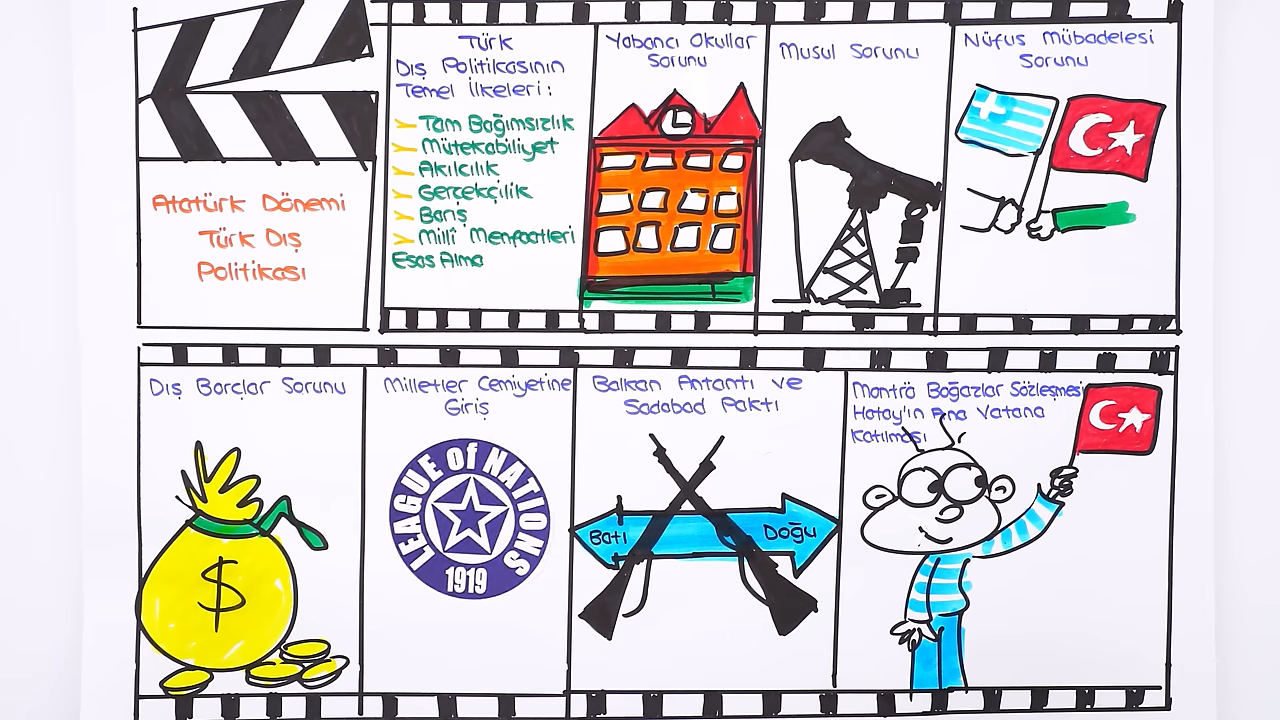 Atatürk Dönemi
Türk Dış
Politikası
Türk
Dış Politikasının
Temel İlkeleri:
Tam Bağımsızlık
Mütekabiliyet
Akılcılık
Gerçekçilik
Barış
Millî Menfaatleri
Esas Alma
Yabancı Okullar
Sorunu
Musul Sorunu
Nüfus Mübadelesi
Sorunu
Dış Borçlar Sorunu
$
Milletler Cemiyetine
Giriş
LEAGUE of NATIONS
1919
Balkan Antantı ve
Sadabad Paktı
Batı
Doğu
Montrö Boğazlar Sözleşmesi
Hatay'ın Ana Vatana
Katılması